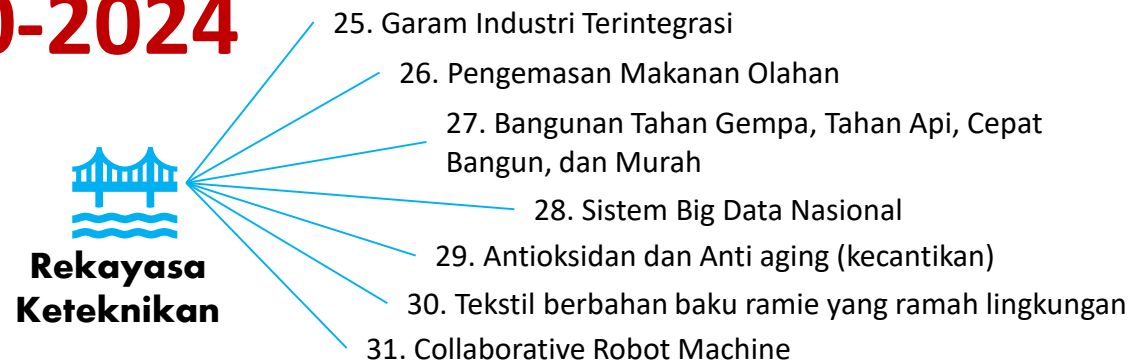 0-2024
25. Garam Industri Terintegrasi
26. Pengemasan Makanan Olahan
27. Bangunan Tahan Gempa, Tahan Api, Cepat
Bangun, dan Murah
28. Sistem Big Data Nasional
29. Antioksidan dan Anti aging (kecantikan)
30. Tekstil berbahan baku ramie yang ramah lingkungan
31. Collaborative Robot Machine
Rekayasa
Keteknikan